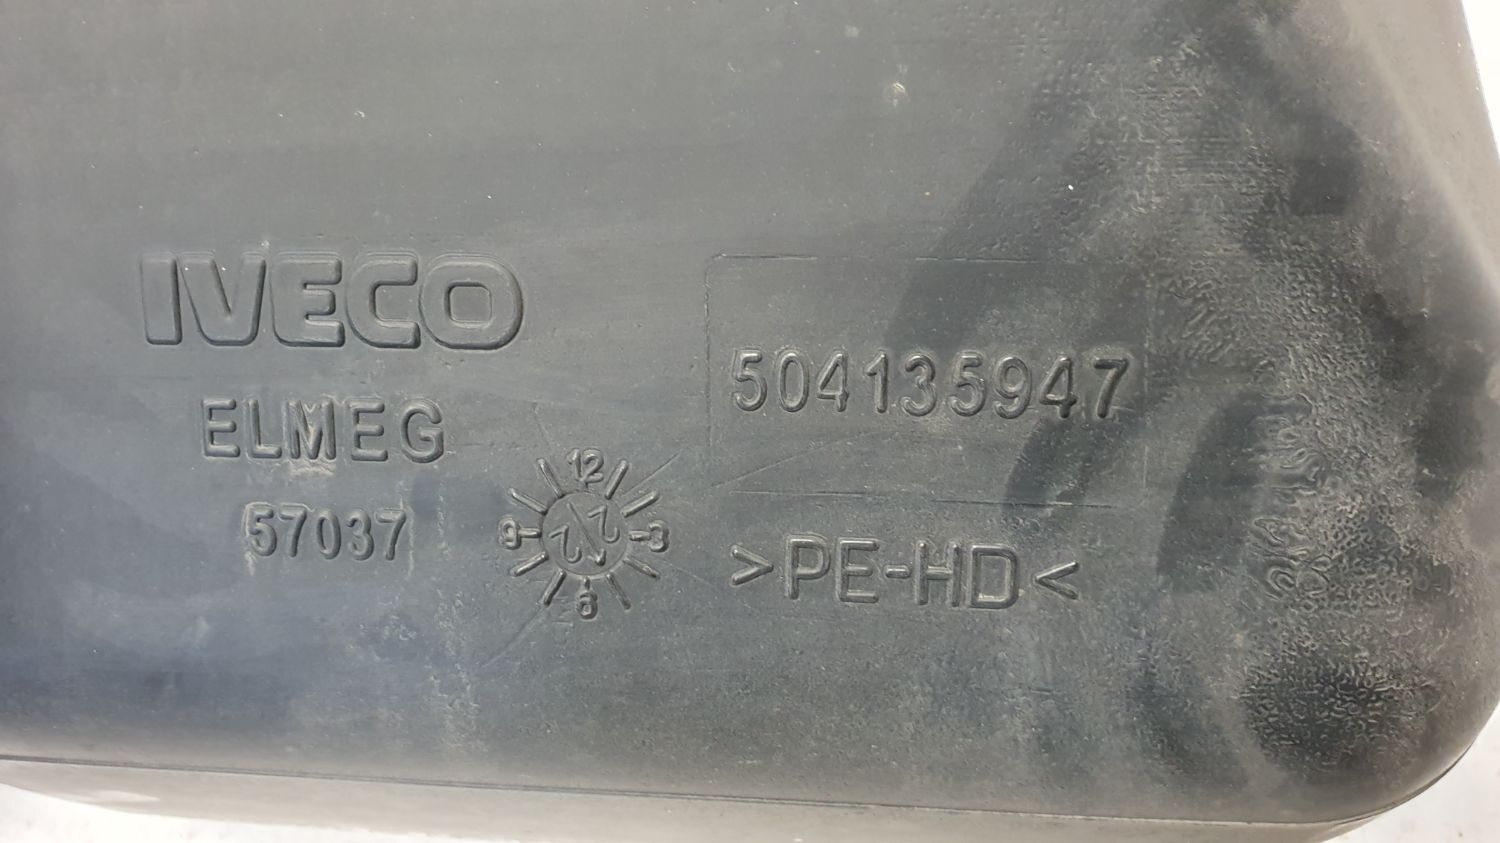 IVECO
ELMEG
57037
504135947
12
9 3
6
>PE-HD<